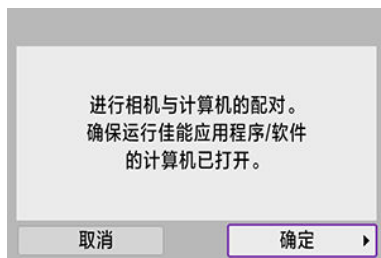 进行相机与计算机的配对。
确保运行佳能应用程序/软件
的计算机已打开。
取消
确定